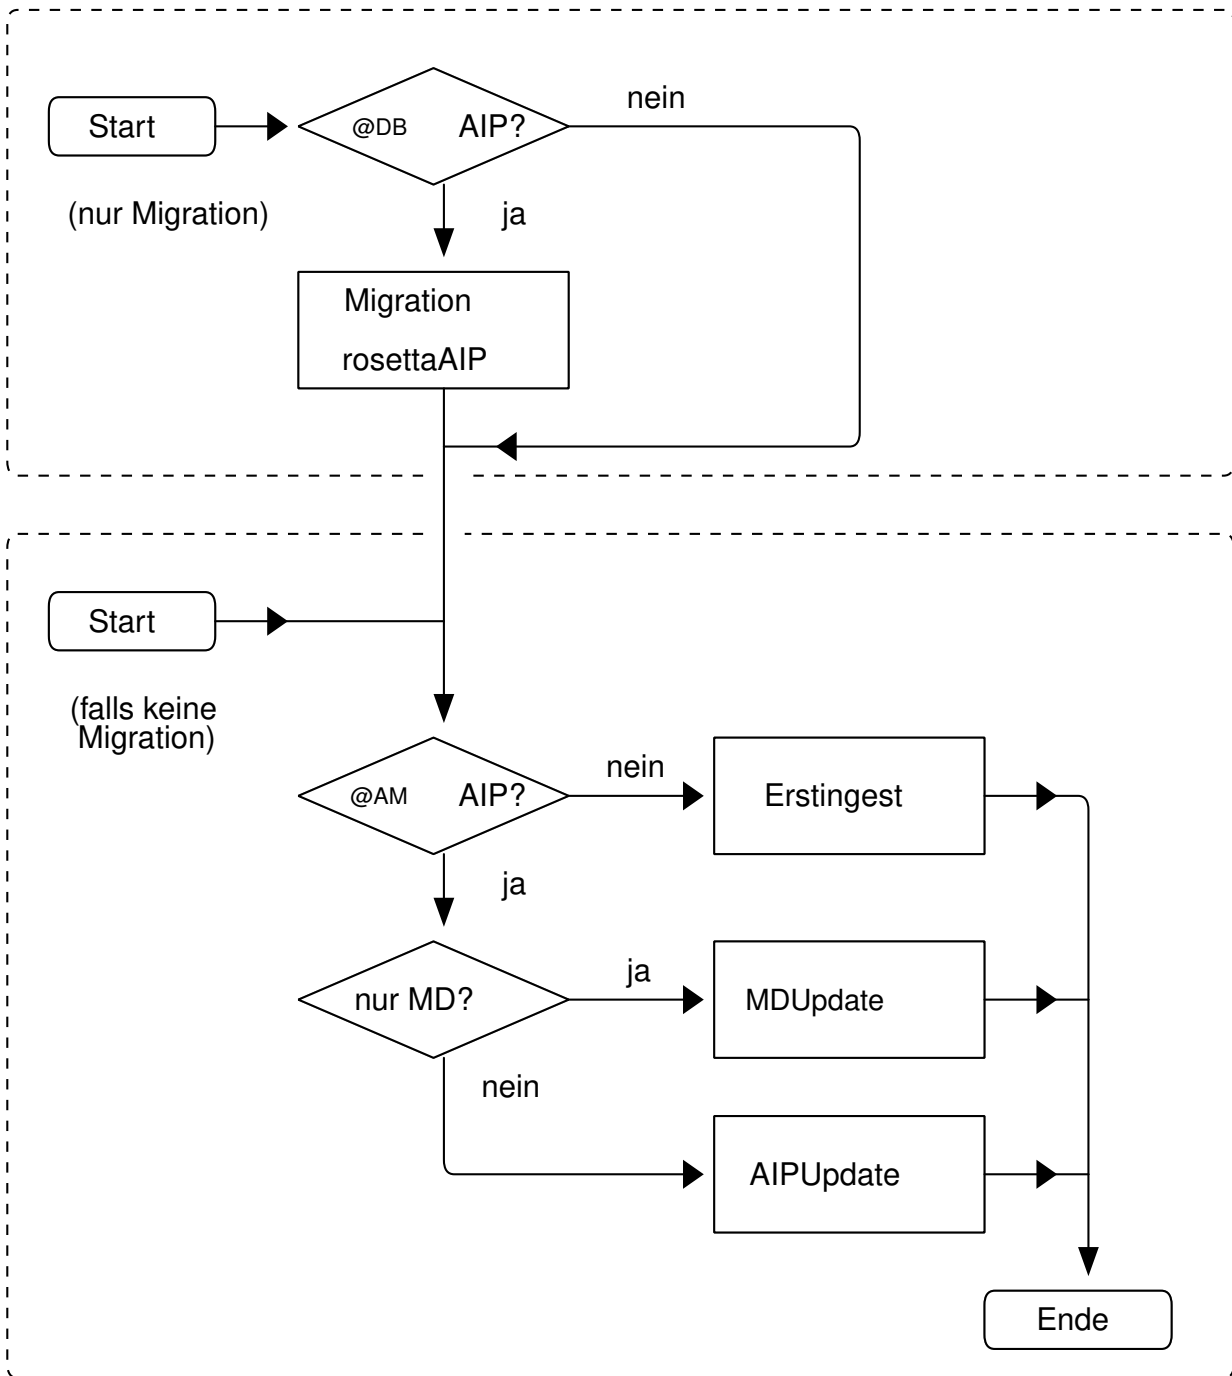 nein
Start
@DB AIP?
(nur Migration)
ja
Migration
rosettaAIP
Start
(falls keine
Migration)
nein
@AM AIP?
Erstingest
ja
ja
nur MD?
MDUpdate
nein
AIPUpdate
Ende